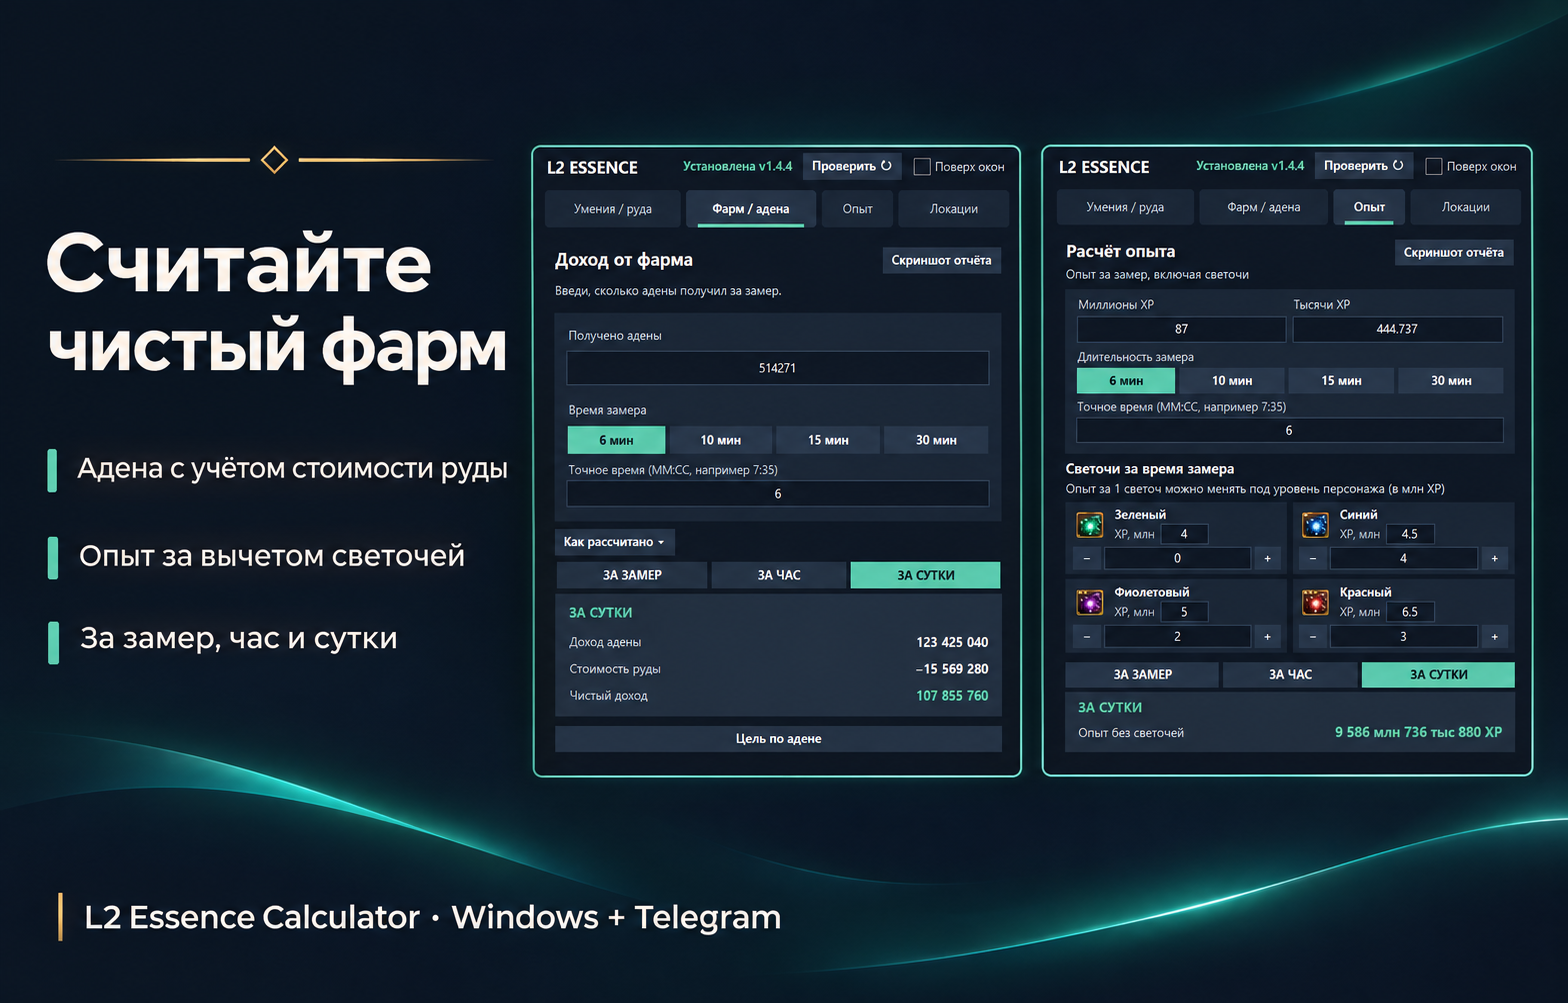 Считайте
чистый фарм
Адена с учётом стоимости руды
Опыт за вычетом светочей
За замер, час и сутки
L2 ESSENCE Установлена v1.4.4 Проверить Поверх окон
Умения / руда Фарм / адена Опыт Локации
Доход от фарма Скриншот отчёта
Введи, сколько адены получил за замер.
Получено адены
514271
Время замера
6 мин 10 мин 15 мин 30 мин
Точное время (ММ:СС, например 7:35)
6
Как рассчитано
ЗА ЗАМЕР ЗА ЧАС ЗА СУТКИ
ЗА СУТКИ
Доход адены 123 425 040
Стоимость руды –15 569 280
Чистый доход 107 855 760
Цель по адене
L2 ESSENCE Установлена v1.4.4 Проверить Поверх окон
Умения / руда Фарм / адена Опыт Локации
Расчёт опыта Скриншот отчёта
Опыт за замер, включая светочи
Миллионы XP Тысячи XP
87 444.737
Длительность замера
6 мин 10 мин 15 мин 30 мин
Точное время (ММ:СС, например 7:35)
6
Светочи за время замера
Опыт за 1 светоч можно менять под уровень персонажа (в млн XP)
Зеленый Синий
XP, млн 4 XP, млн 4.5
– 0 + – 4 +
Фиолетовый Красный
XP, млн 5 XP, млн 6.5
– 2 + – 3 +
ЗА ЗАМЕР ЗА ЧАС ЗА СУТКИ
ЗА СУТКИ
Опыт без светочей 9 586 млн 736 тыс 880 XP
L2 Essence Calculator · Windows + Telegram